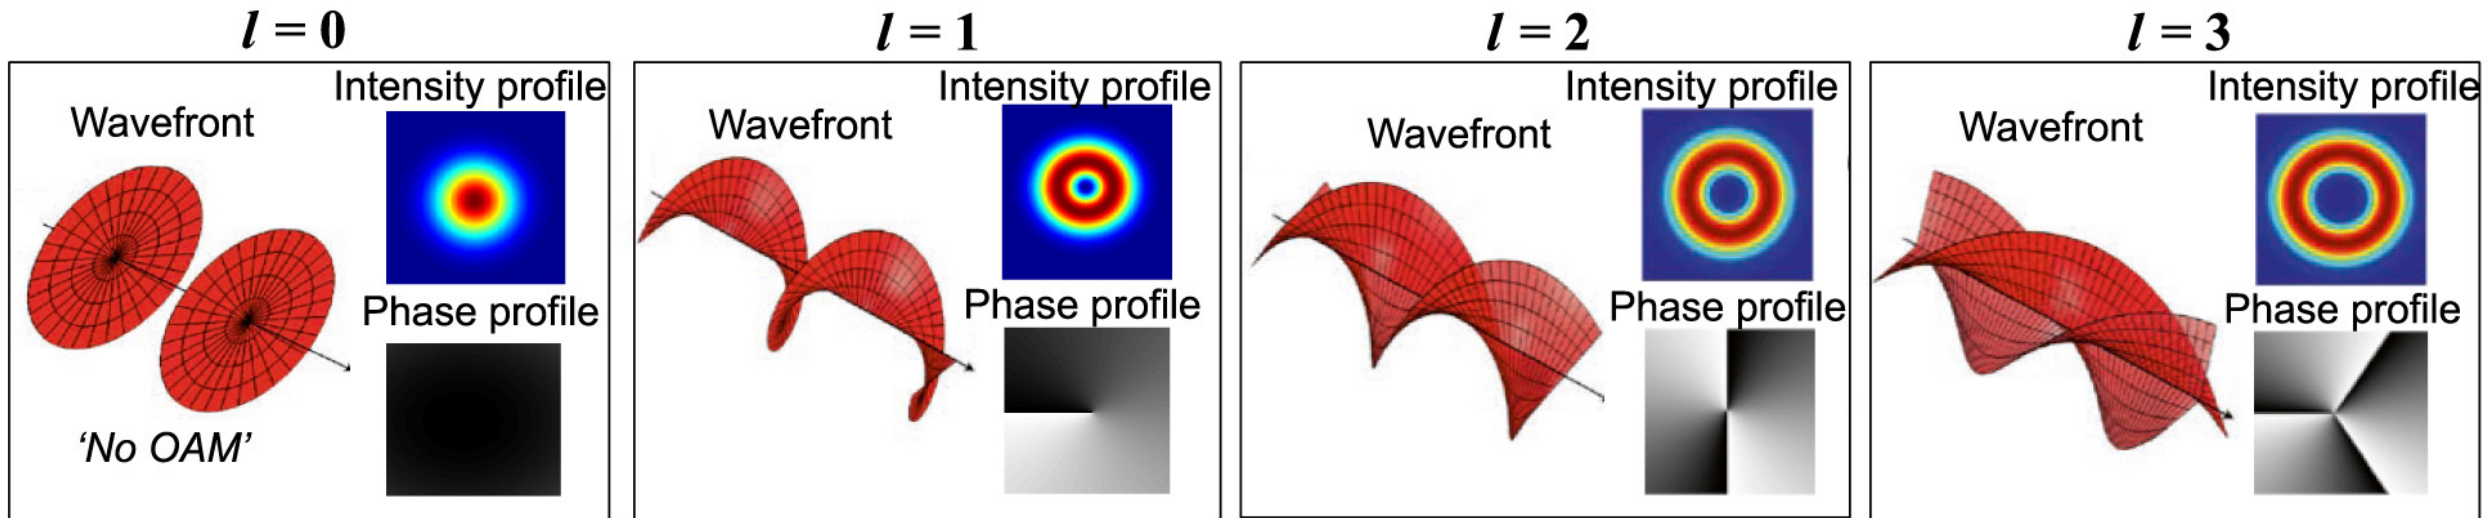 l = 0
Wavefront
Intensity profile
Phase profile
‘No OAM’
l = 1
Wavefront
Intensity profile
Phase profile
l = 2
Wavefront
Intensity profile
Phase profile
l = 3
Wavefront
Intensity profile
Phase profile